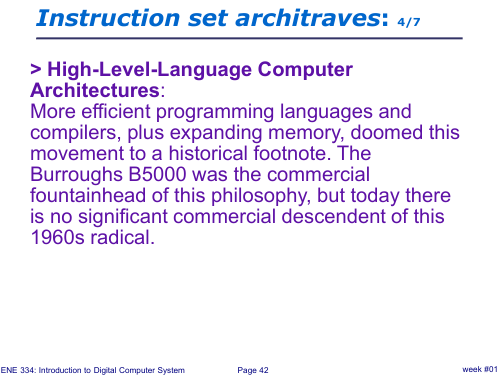 Instruction set architraves: 4/7
> High-Level-Language Computer
Architectures:
More efficient programming languages and
compilers, plus expanding memory, doomed this
movement to a historical footnote. The
Burroughs B5000 was the commercial
fountainhead of this philosophy, but today there
is no significant commercial descendent of this
1960s radical.
ENE 334: Introduction to Digital Computer System Page 42 week #01